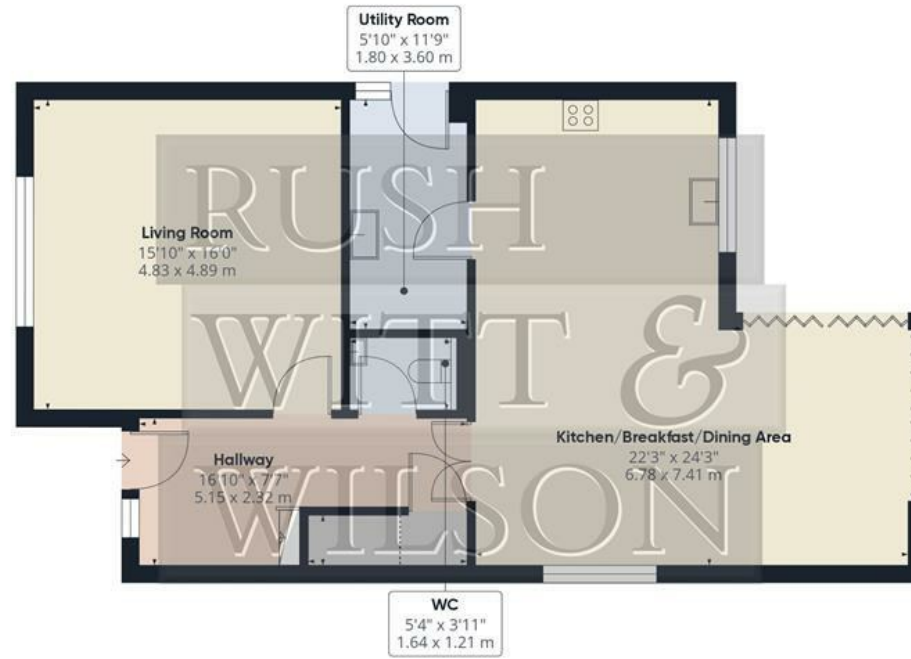 Utility Room
5'10" x 11'9"
1.80 x 3.60 m
RUSH
Living Room
15'10" x 16'0"
4.83 x 4.89 m
WITT &
Kitchen/Breakfast/Dining Area
22'3" x 24'3"
6.78 x 7.41 m
Hallway
16'10" x 7'7"
5.15 x 2.32 m
WILSON
WC
5'4" x 3'11"
1.64 x 1.21 m